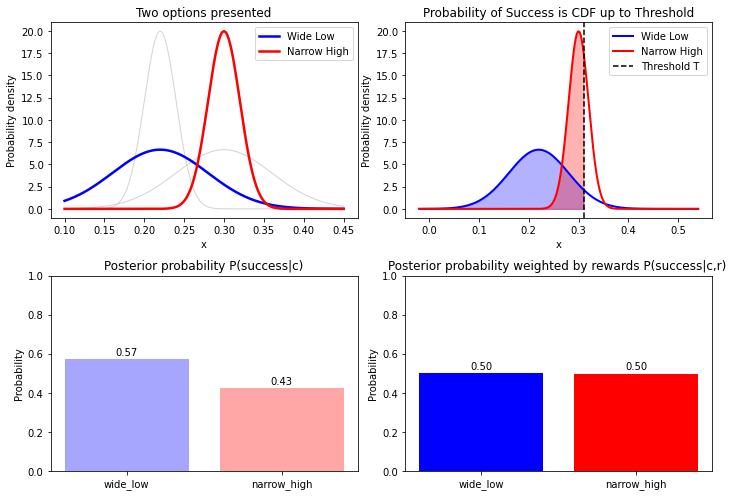 Two options presented
Probability density
20.0
17.5
15.0
12.5
10.0
7.5
5.0
2.5
0.0
Wide Low
Narrow High
0.10 0.15 0.20 0.25 0.30 0.35 0.40 0.45
x
Probability of Success is CDF up to Threshold
Probability density
20.0
17.5
15.0
12.5
10.0
7.5
5.0
2.5
0.0
Wide Low
Narrow High
Threshold T
0.0 0.1 0.2 0.3 0.4 0.5
x
Posterior probability P(success|c)
Probability
1.0
0.8
0.6
0.4
0.2
0.0
0.57
0.43
wide_low narrow_high
Posterior probability weighted by rewards P(success|c,r)
Probability
1.0
0.8
0.6
0.4
0.2
0.0
0.50
0.50
wide_low narrow_high